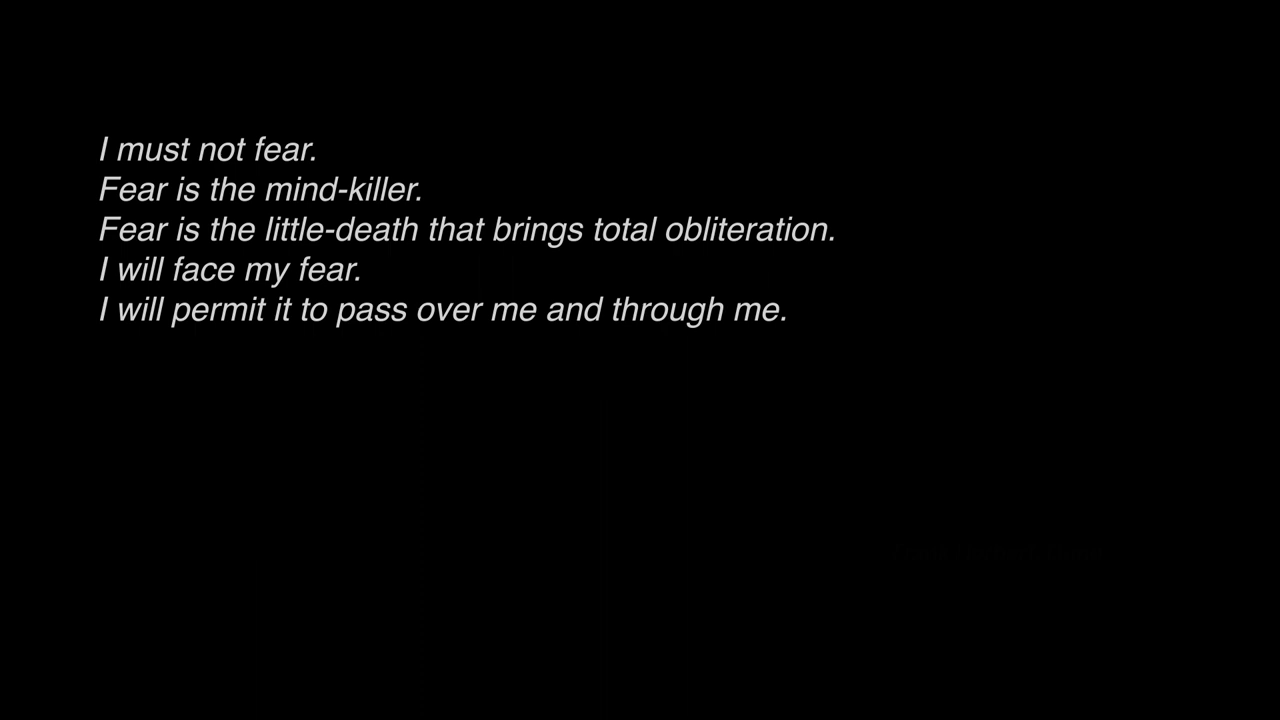 I must not fear.
Fear is the mind-killer.
Fear is the little-death that brings total obliteration.
I will face my fear.
I will permit it to pass over me and through me.